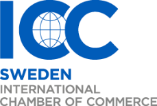 ICC
SWEDEN
INTERNATIONAL
CHAMBER OF COMMERCE